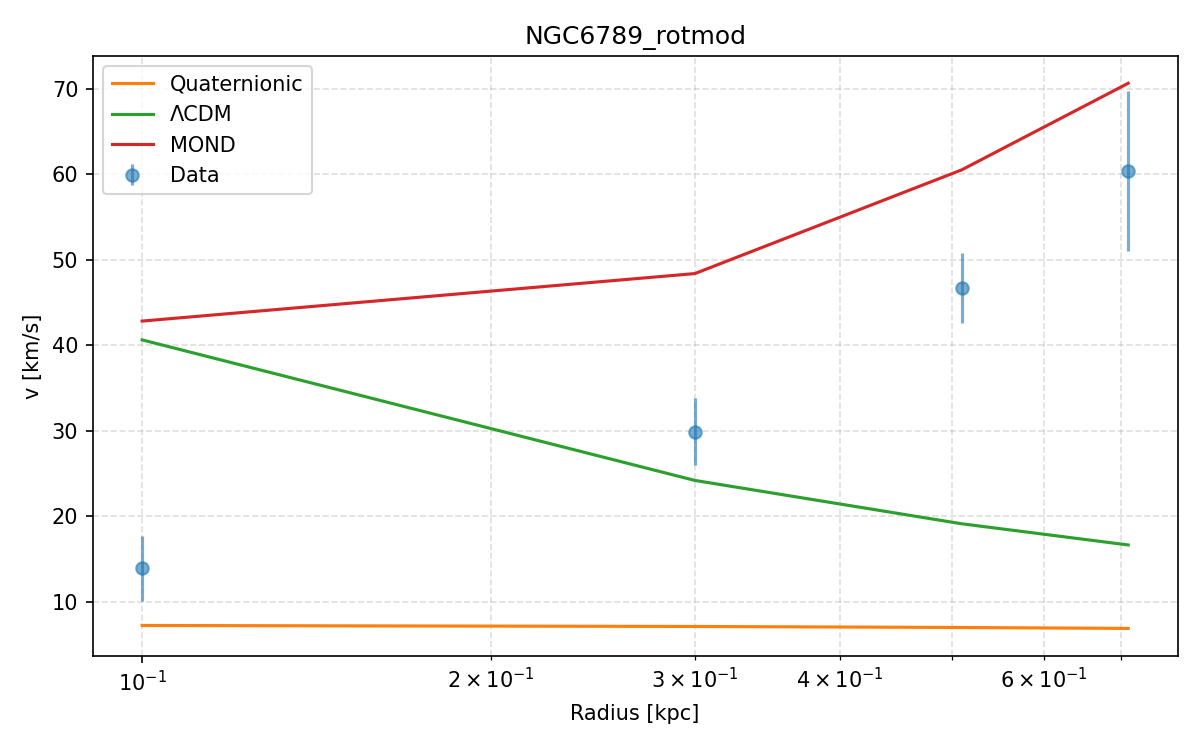 NGC6789_rotmod
Quaternionic
ΛCDM
MOND
Data
v [km/s]
70
60
50
40
30
20
10
10⁻¹
2 × 10⁻¹
3 × 10⁻¹
4 × 10⁻¹
6 × 10⁻¹
Radius [kpc]